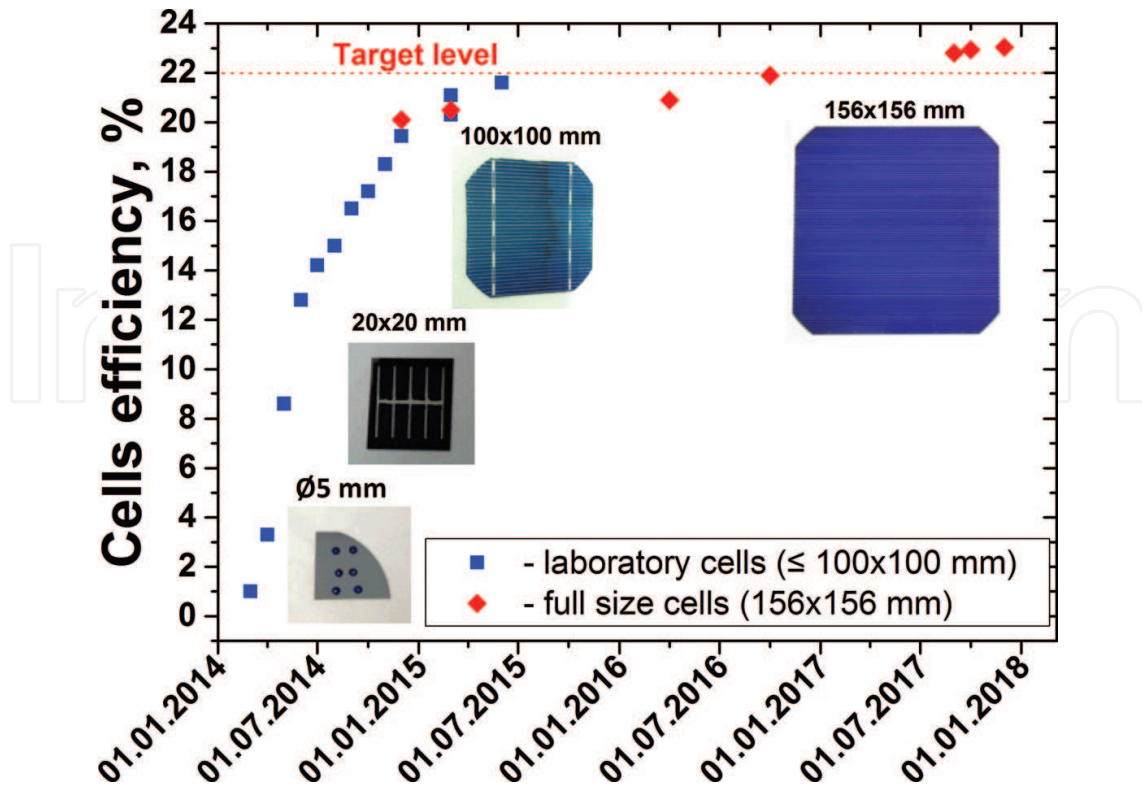 Cells efficiency, %
24
22
20
18
16
14
12
10
8
6
4
2
0
Target level
156x156 mm
100x100 mm
20x20 mm
Ø5 mm
- laboratory cells (≤ 100x100 mm)
- full size cells (156x156 mm)
01.01.2014
01.07.2014
01.01.2015
01.07.2015
01.01.2016
01.07.2016
01.01.2017
01.07.2017
01.01.2018